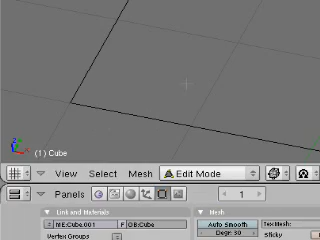 (1) Cube
View Select Mesh Edit Mode
Panels 1
Link and Materials Mesh
ME:Cube.001 F OB:Cube Auto Smooth TexMesh:
Vertex Groups Degr: 30 Sticky